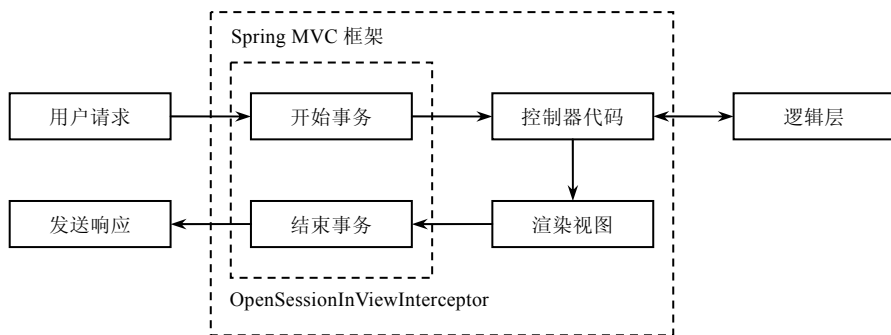 Spring MVC 框架
用户请求
开始事务
控制器代码
逻辑层
发送响应
结束事务
渲染视图
OpenSessionInViewInterceptor